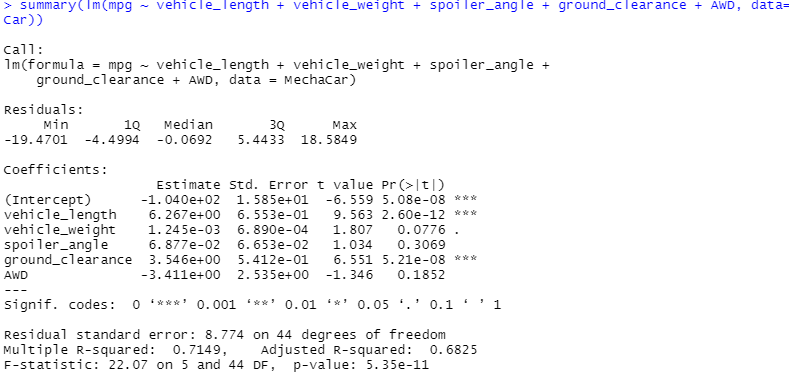 > summary(lm(mpg ~ vehicle_length + vehicle_weight + spoiler_angle + ground_clearance + AWD, data=
Car))
Call:
lm(formula = mpg ~ vehicle_length + vehicle_weight + spoiler_angle +
    ground_clearance + AWD, data = MechaCar)
Residuals:
     Min       1Q   Median       3Q      Max
-19.4701  -4.4994  -0.0692   5.4433  18.5849
Coefficients:
                   Estimate Std. Error t value Pr(>|t|)
(Intercept)      -1.040e+02  1.585e+01  -6.559 5.08e-08 ***
vehicle_length    6.267e+00  6.553e-01   9.563 2.60e-12 ***
vehicle_weight    1.245e-03  6.890e-04   1.807   0.0776 .
spoiler_angle     6.877e-02  6.653e-02   1.034   0.3069
ground_clearance  3.546e+00  5.412e-01   6.551 5.21e-08 ***
AWD              -3.411e+00  2.535e+00  -1.346   0.1852
---
Signif. codes:  0 ‘***’ 0.001 ‘**’ 0.01 ‘*’ 0.05 ‘.’ 0.1 ‘ ’ 1
Residual standard error: 8.774 on 44 degrees of freedom
Multiple R-squared:  0.7149,	Adjusted R-squared:  0.6825
F-statistic: 22.07 on 5 and 44 DF,  p-value: 5.35e-11